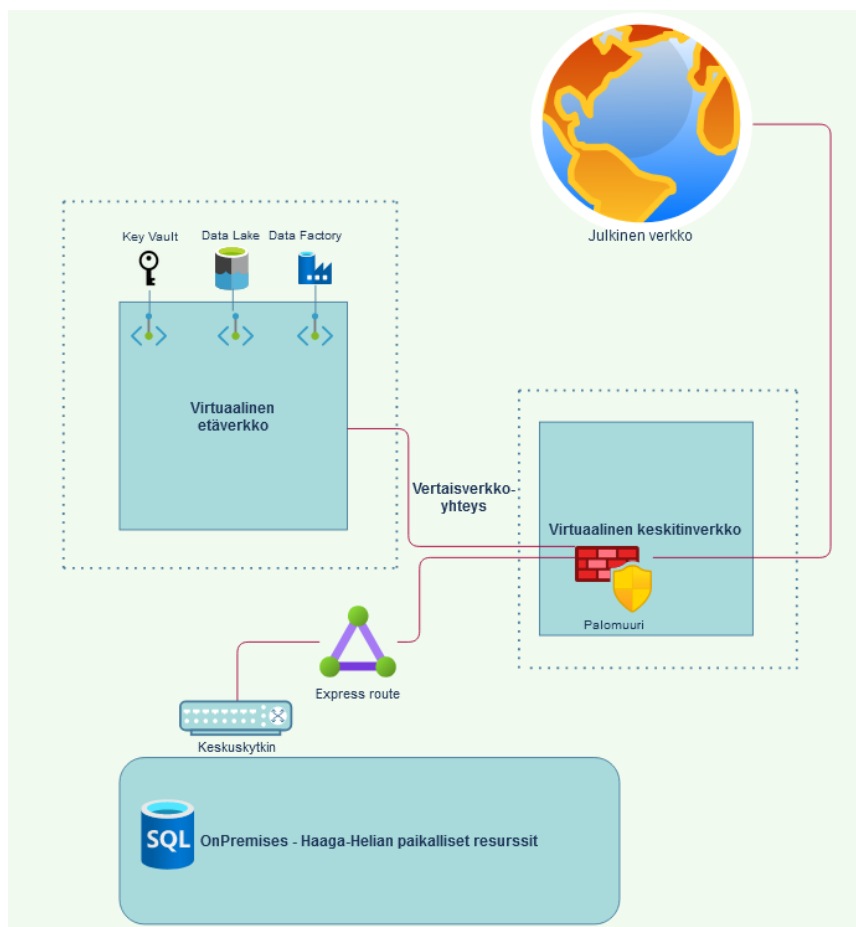 Julkinen verkko
Key Vault
Data Lake
Data Factory
Virtuaalinen
etäverkko
Vertaisverkko-
yhteys
Virtuaalinen keskitinverkko
Palomuuri
Express route
Keskuskytkin
SQL
OnPremises - Haaga-Helian paikalliset resurssit